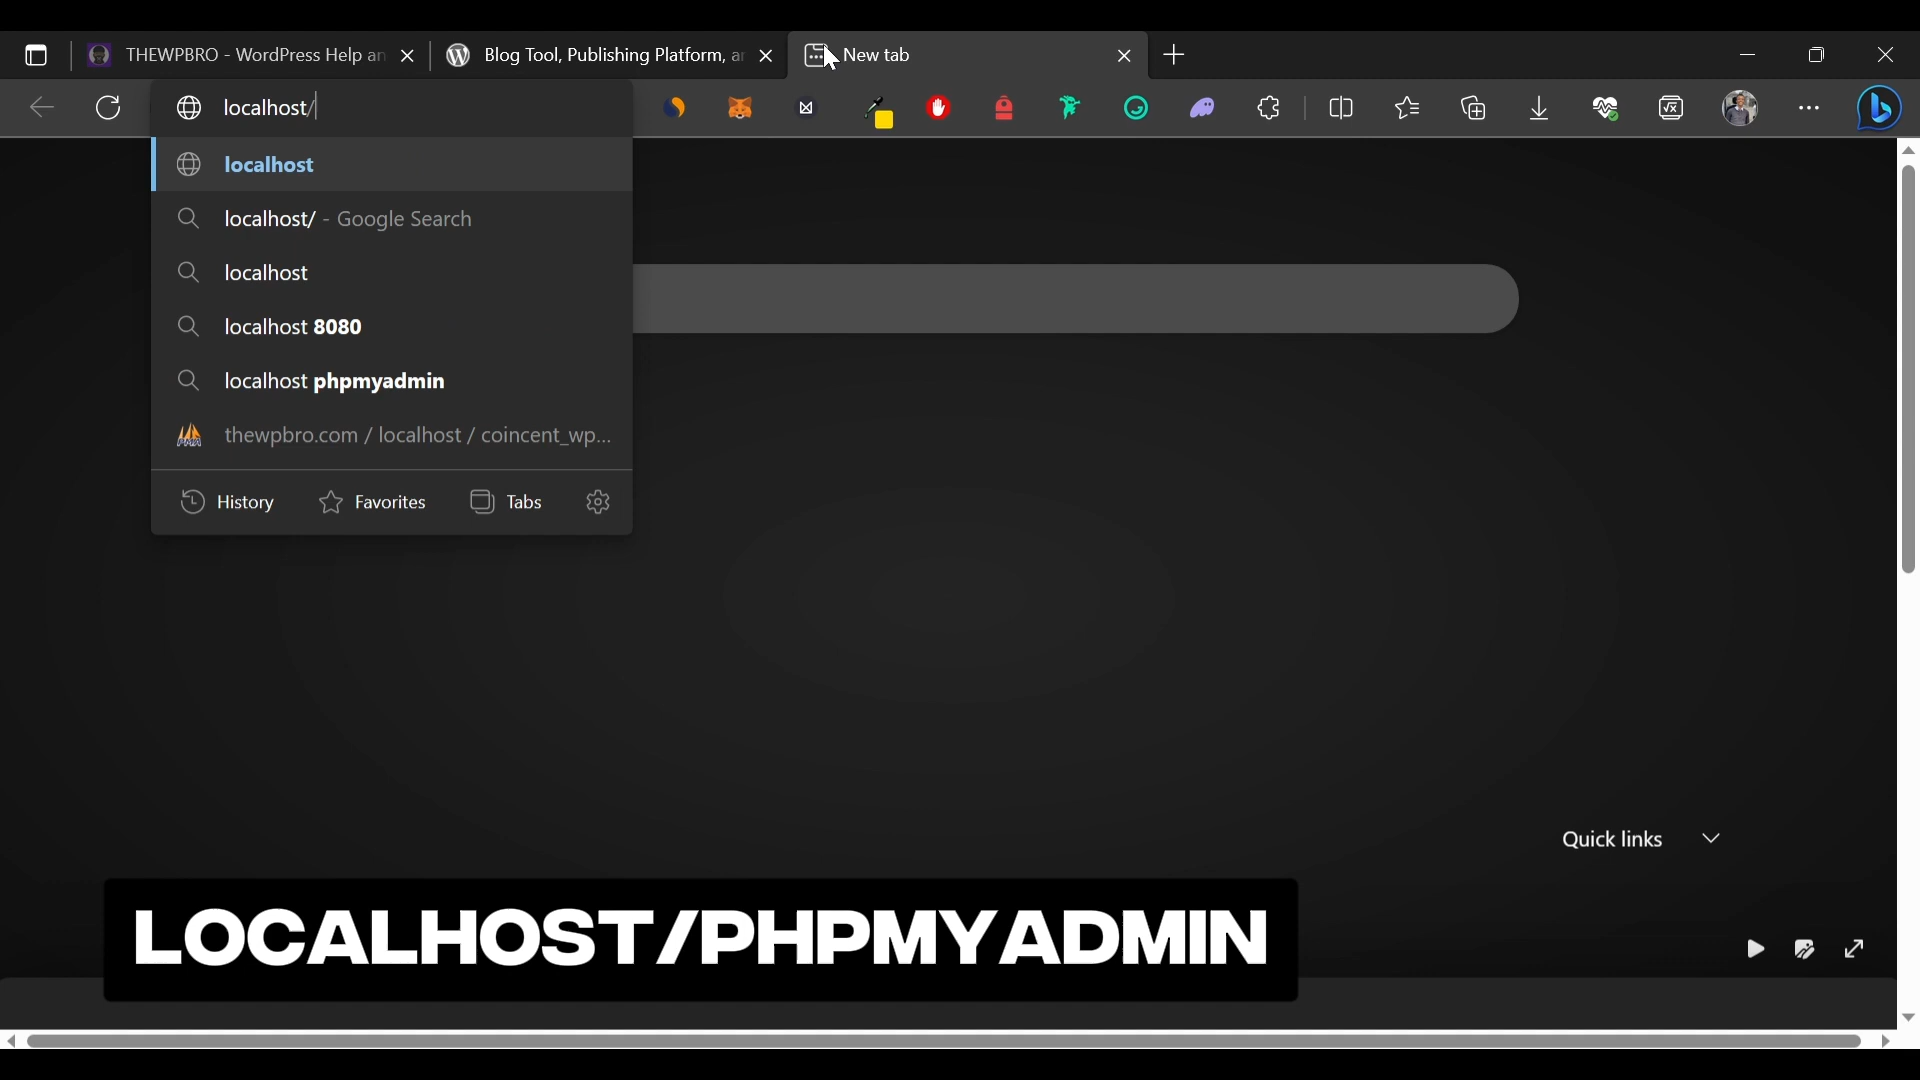 THEWPBRO - WordPress Help an
Blog Tool, Publishing Platform, an
New tab
localhost/
localhost
localhost/ - Google Search
localhost
localhost 8080
localhost phpmyadmin
thewpbro.com / localhost / coincent_wp...
History
Favorites
Tabs
Quick links
LOCALHOST/PHPMYADMIN